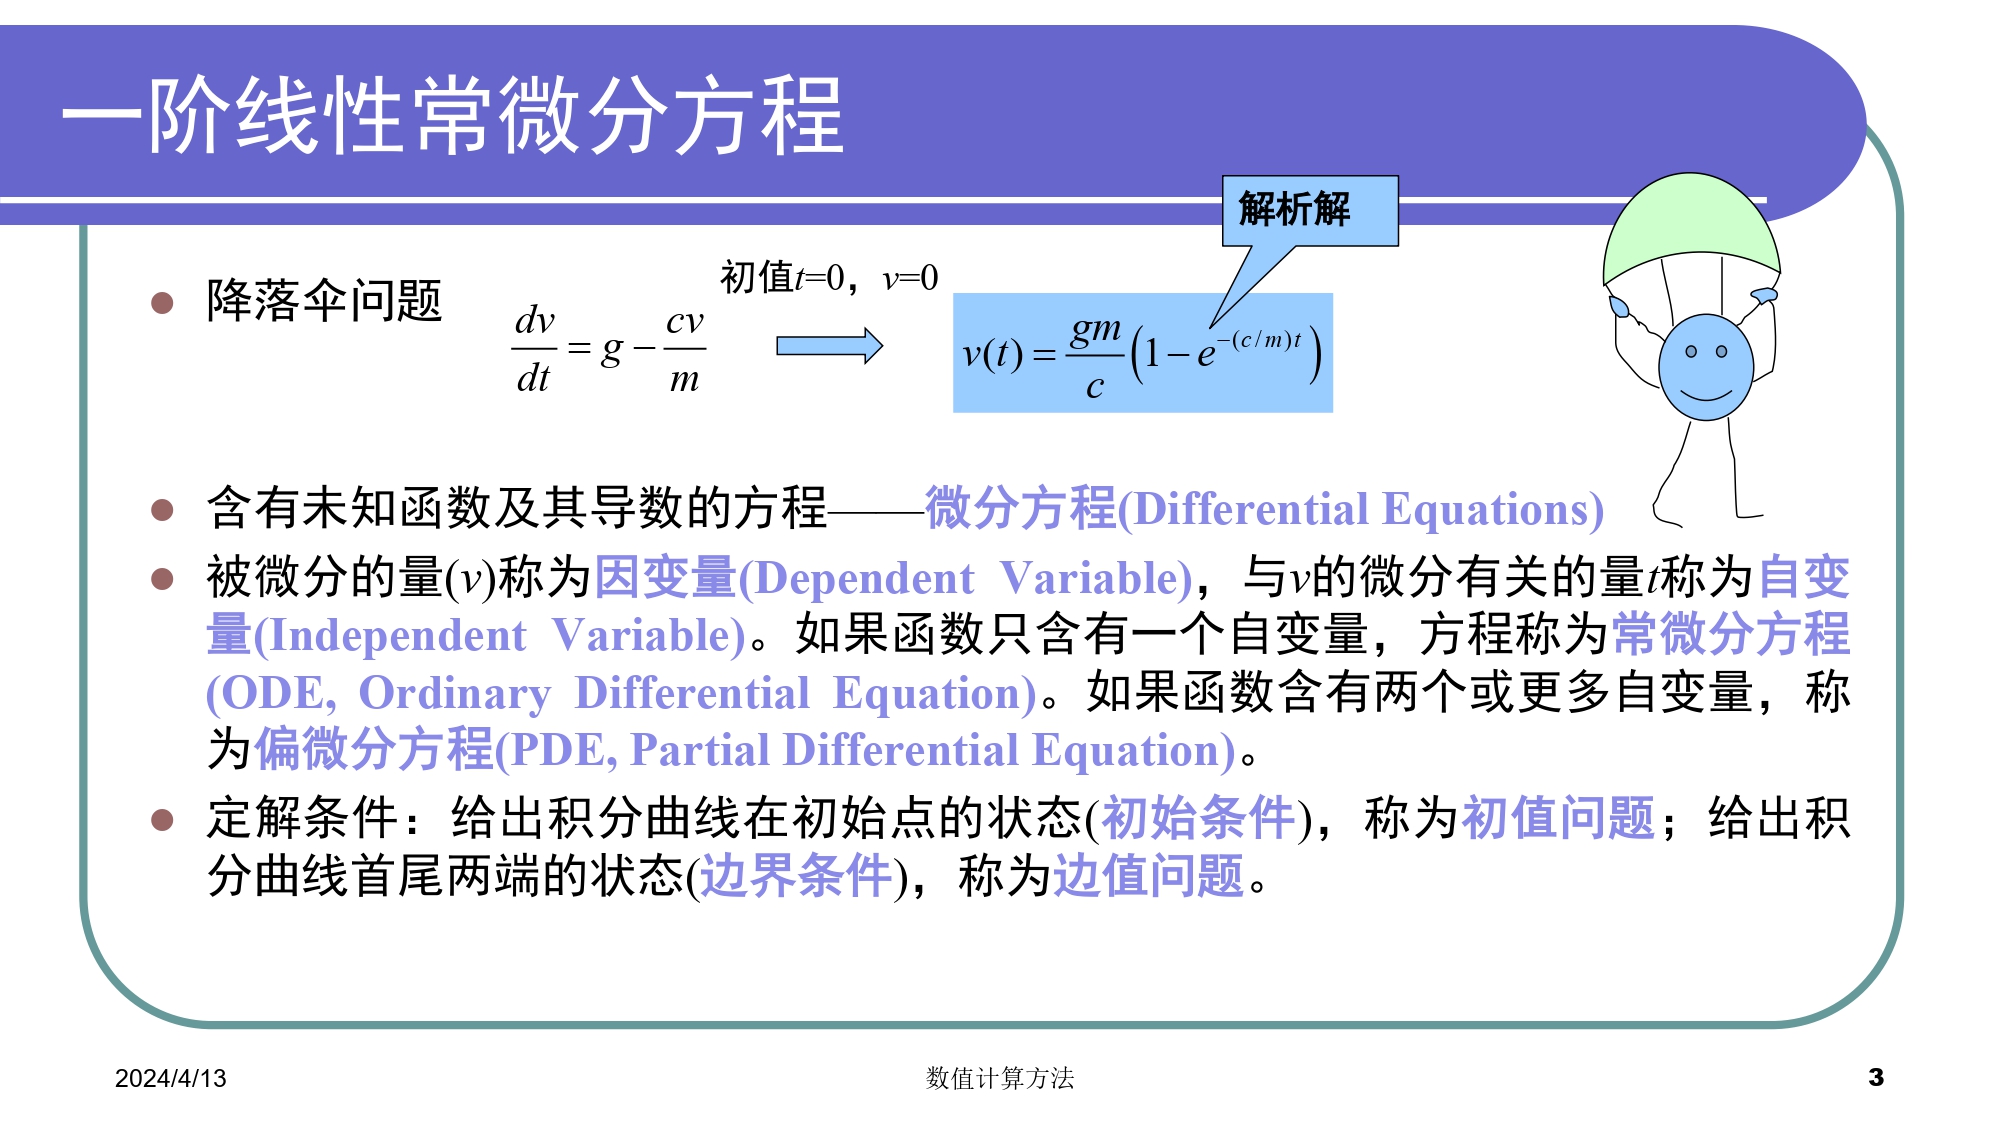 一阶线性常微分方程
解析解
降落伞问题
初值t=0，v=0
dv/dt = g − cv/m
v(t) = gm/c (1 − e^{−(c/m)t})
含有未知函数及其导数的方程——微分方程(Differential Equations)
被微分的量(v)称为因变量(Dependent Variable)，与v的微分有关的量t称为自变
量(Independent Variable)。如果函数只含有一个自变量，方程称为常微分方程
(ODE, Ordinary Differential Equation)。如果函数含有两个或更多自变量，称
为偏微分方程(PDE, Partial Differential Equation)。
定解条件：给出积分曲线在初始点的状态(初始条件)，称为初值问题；给出积
分曲线首尾两端的状态(边界条件)，称为边值问题。
2024/4/13
数值计算方法
3